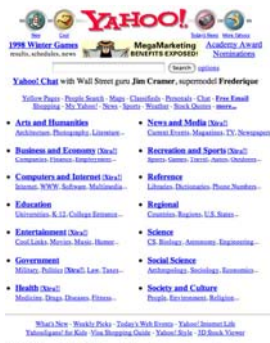 YAHOO!
New Cool Today's News More Yahoos
1998 Winter Games
results, schedules, news
MegaMarketing
BENEFITS EXPOSED!
Academy Award
Nominations
Search options
Yahoo! Chat with Wall Street guru Jim Cramer, supermodel Frederique
Yellow Pages - People Search - Maps - Classifieds - Personals - Chat - Free Email
Shopping - My Yahoo! - News - Sports - Weather - Stock Quotes - more...
Arts and Humanities
Architecture, Photography, Literature...
News and Media [Xtra!]
Current Events, Magazines, TV, Newspapers...
Business and Economy [Xtra!]
Companies, Finance, Employment...
Recreation and Sports [Xtra!]
Sports, Games, Travel, Autos, Outdoors...
Computers and Internet [Xtra!]
Internet, WWW, Software, Multimedia...
Reference
Libraries, Dictionaries, Phone Numbers...
Education
Universities, K-12, College Entrance...
Regional
Countries, Regions, U.S. States...
Entertainment [Xtra!]
Cool Links, Movies, Music, Humor...
Science
CS, Biology, Astronomy, Engineering...
Government
Military, Politics [Xtra!], Law, Taxes...
Social Science
Anthropology, Sociology, Economics...
Health [Xtra!]
Medicine, Drugs, Diseases, Fitness...
Society and Culture
People, Environment, Religion...
What's New - Weekly Picks - Today's Web Events - Yahoo! Internet Life
Yahooligans! for Kids - Visa Shopping Guide - Yahoo! Style - 3D Stock Viewer